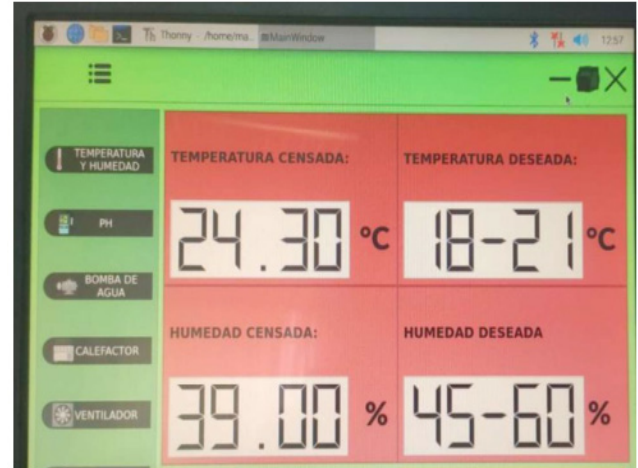 Th Thonny - /home/ma.. MainWindow 12:57
TEMPERATURA
Y HUMEDAD
PH
BOMBA DE
AGUA
CALEFACTOR
VENTILADOR
TEMPERATURA CENSADA:
24.30 °C
TEMPERATURA DESEADA:
18-21 °C
HUMEDAD CENSADA:
39.00 %
HUMEDAD DESEADA
45-60 %